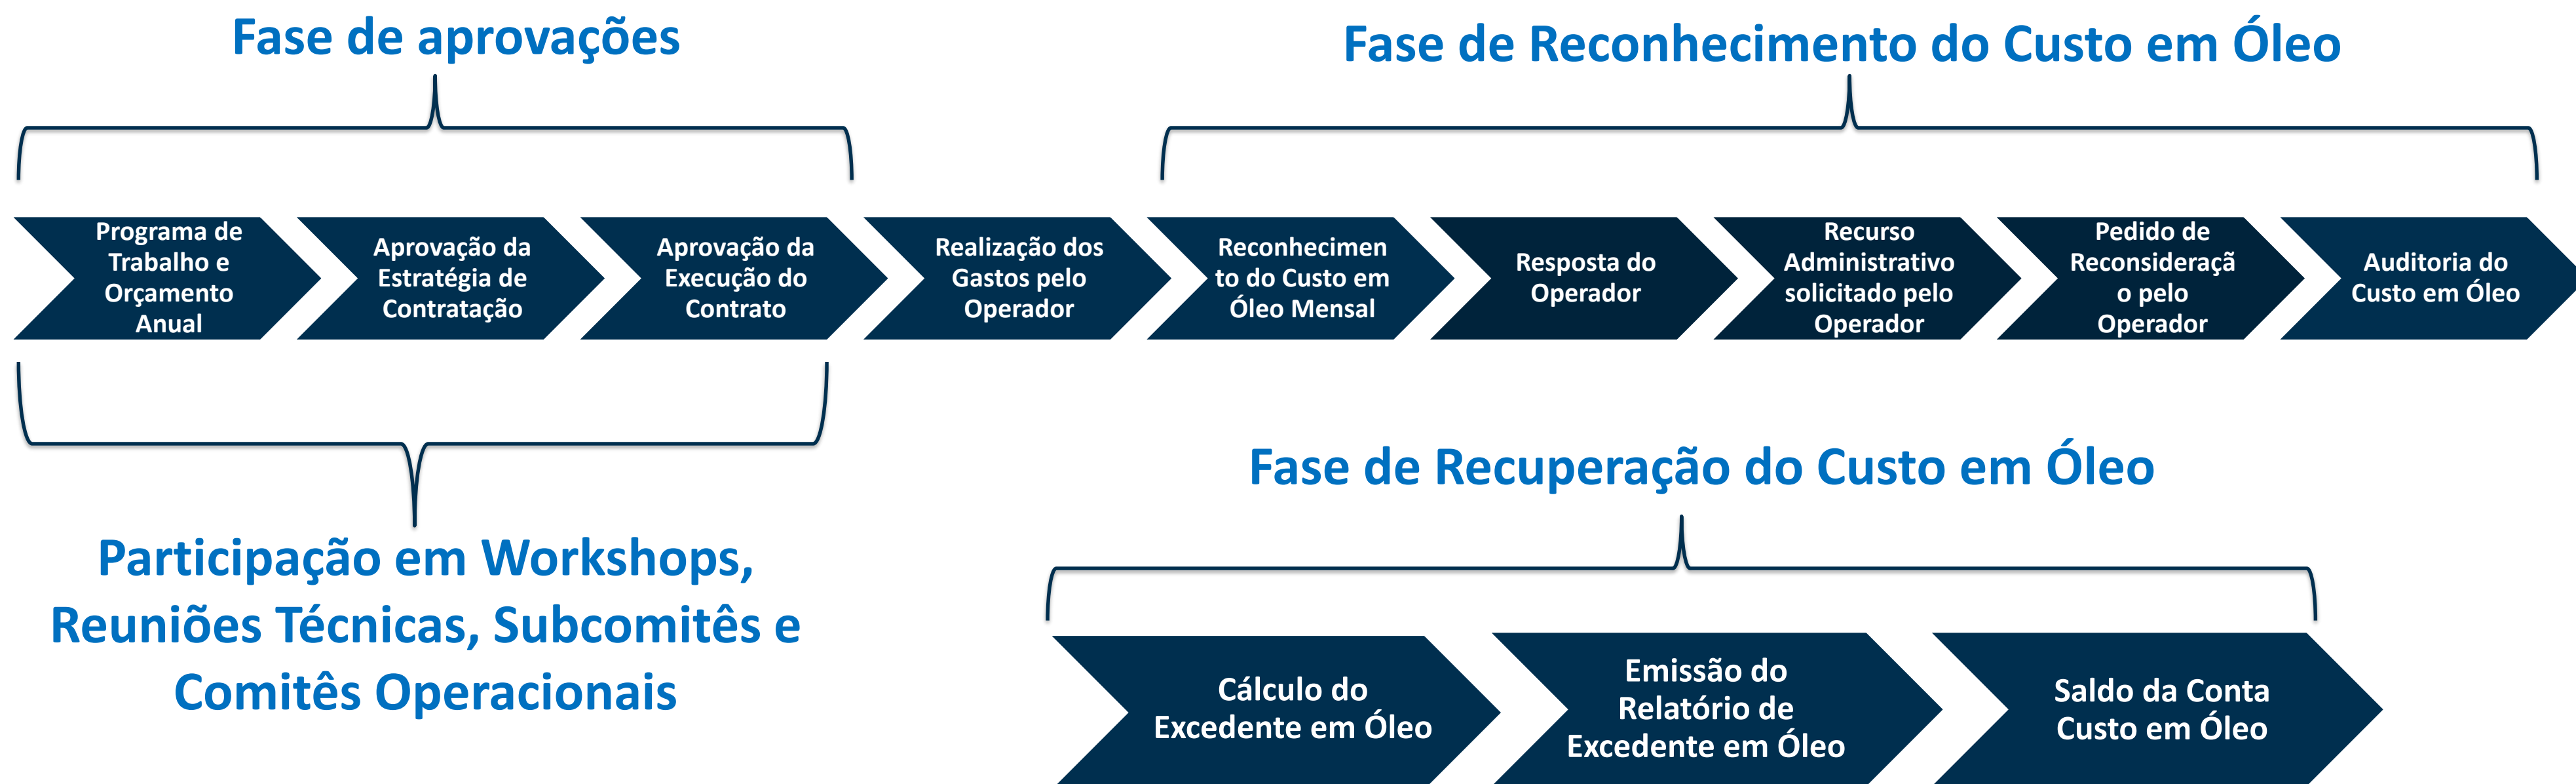 Fase de aprovações
Fase de Reconhecimento do Custo em Óleo
Programa de
Trabalho e
Orçamento
Anual
Aprovação da
Estratégia de
Contratação
Aprovação da
Execução do
Contrato
Realização dos
Gastos pelo
Operador
Reconhecimen
to do Custo em
Óleo Mensal
Resposta do
Operador
Recurso
Administrativo
solicitado pelo
Operador
Pedido de
Reconsideraçã
o pelo
Operador
Auditoria do
Custo em Óleo
Participação em Workshops,
Reuniões Técnicas, Subcomitês e
Comitês Operacionais
Fase de Recuperação do Custo em Óleo
Cálculo do
Excedente em Óleo
Emissão do
Relatório de
Excedente em Óleo
Saldo da Conta
Custo em Óleo